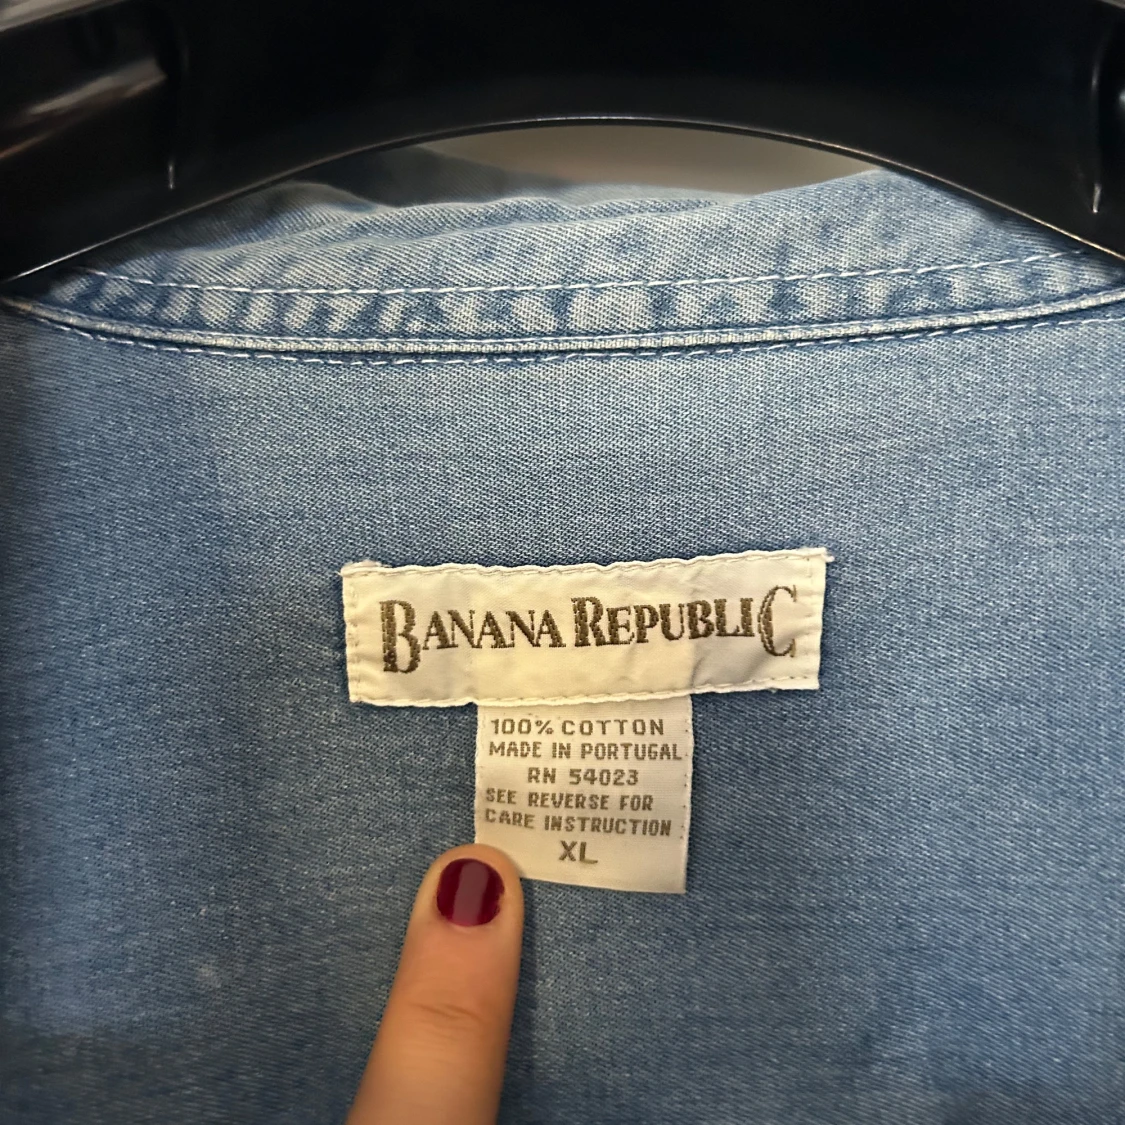 BANANA REPUBLIC
100% COTTON
MADE IN PORTUGAL
RN 54023
SEE REVERSE FOR
CARE INSTRUCTION
XL